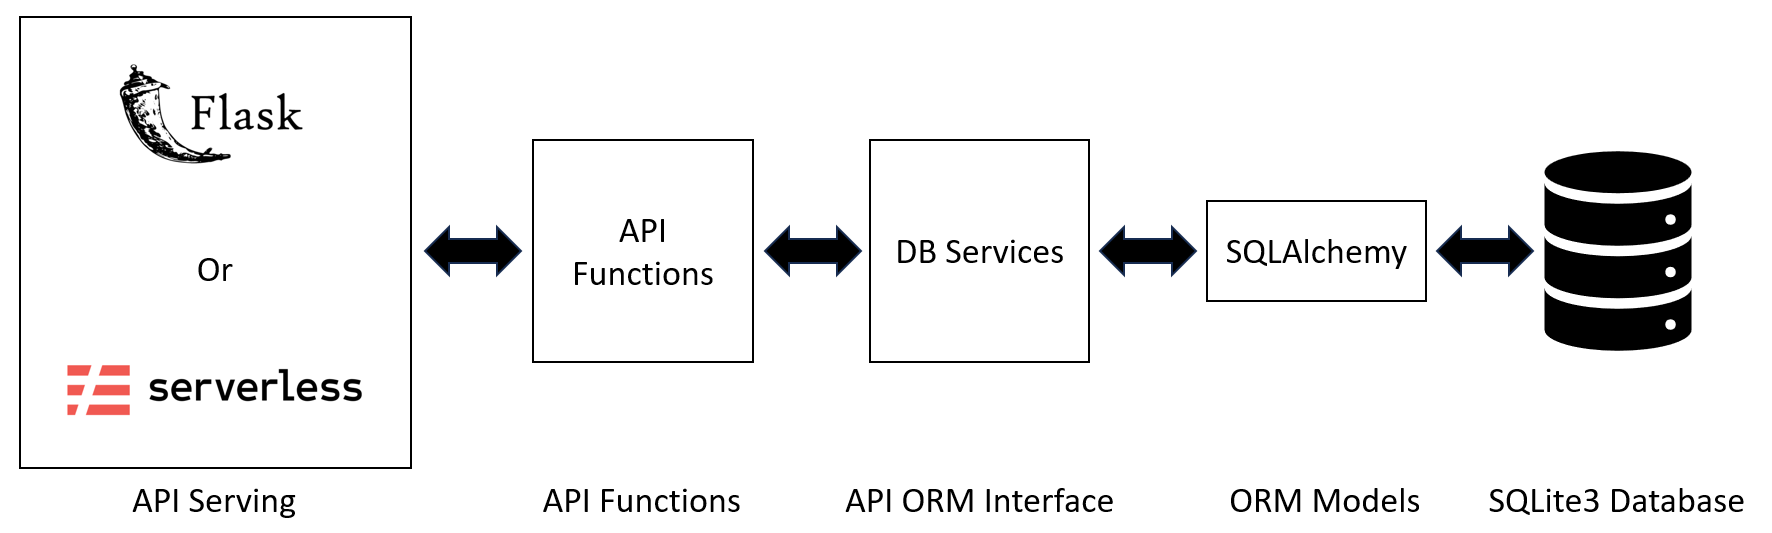 Flask
Or
serverless
API
Functions
DB Services
SQLAlchemy
API Serving
API Functions
API ORM Interface
ORM Models
SQLite3 Database